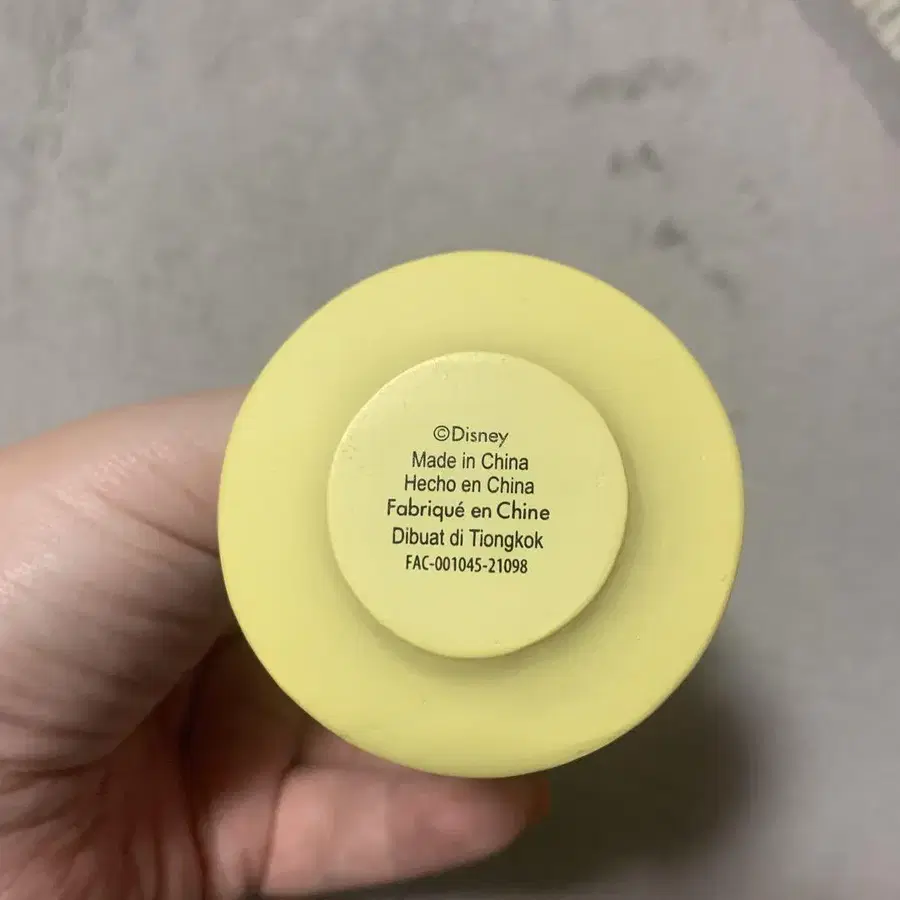 ©Disney
Made in China
Hecho en China
Fabriqué en Chine
Dibuat di Tiongkok
FAC-001045-21098